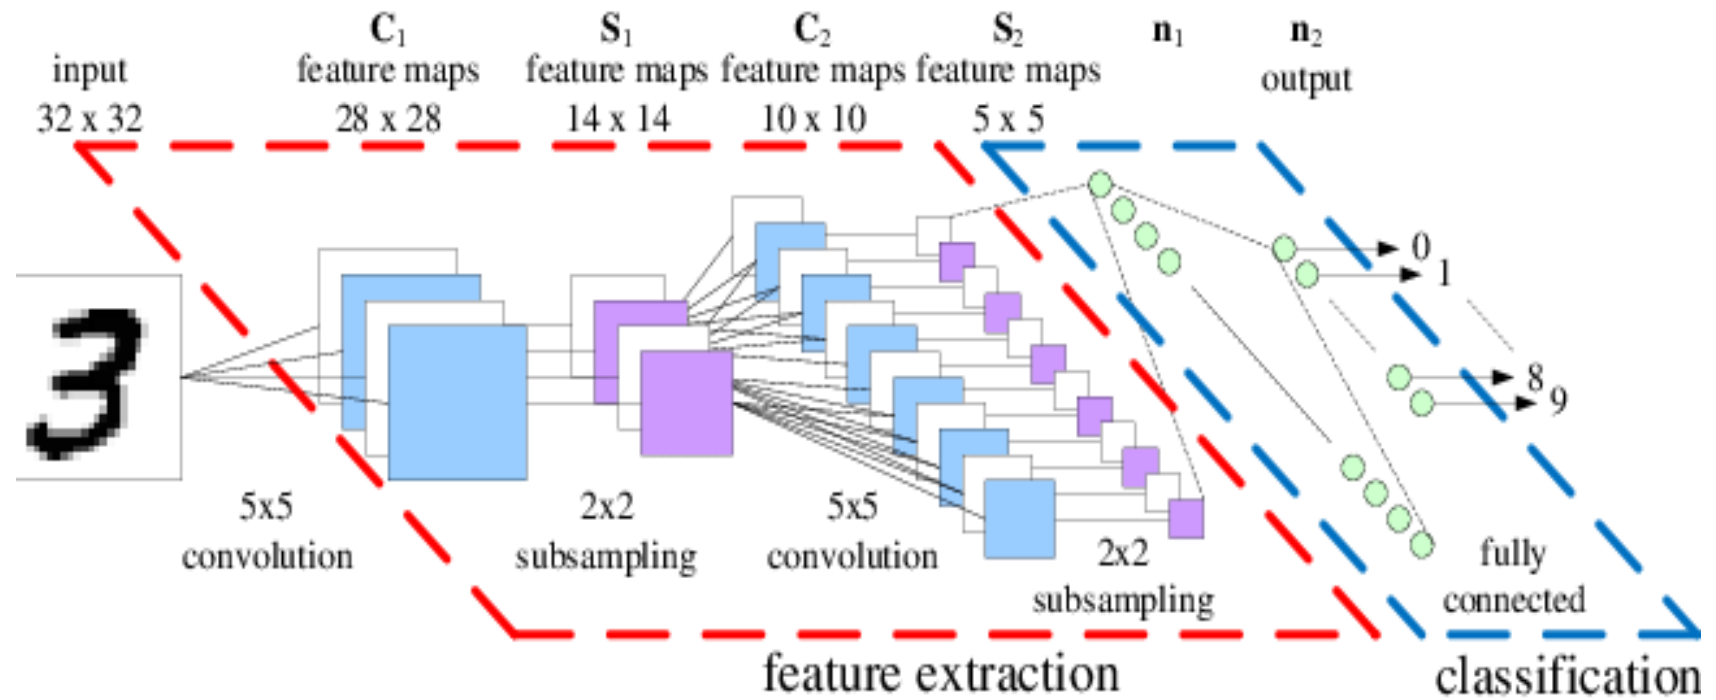 C₁
S₁
C₂
S₂
n₁
n₂
input
feature maps
feature maps
feature maps
feature maps
output
32 x 32
28 x 28
14 x 14
10 x 10
5 x 5
0
1
3
8
9
5x5
convolution
2x2
subsampling
5x5
convolution
2x2
subsampling
fully
connected
feature extraction
classification